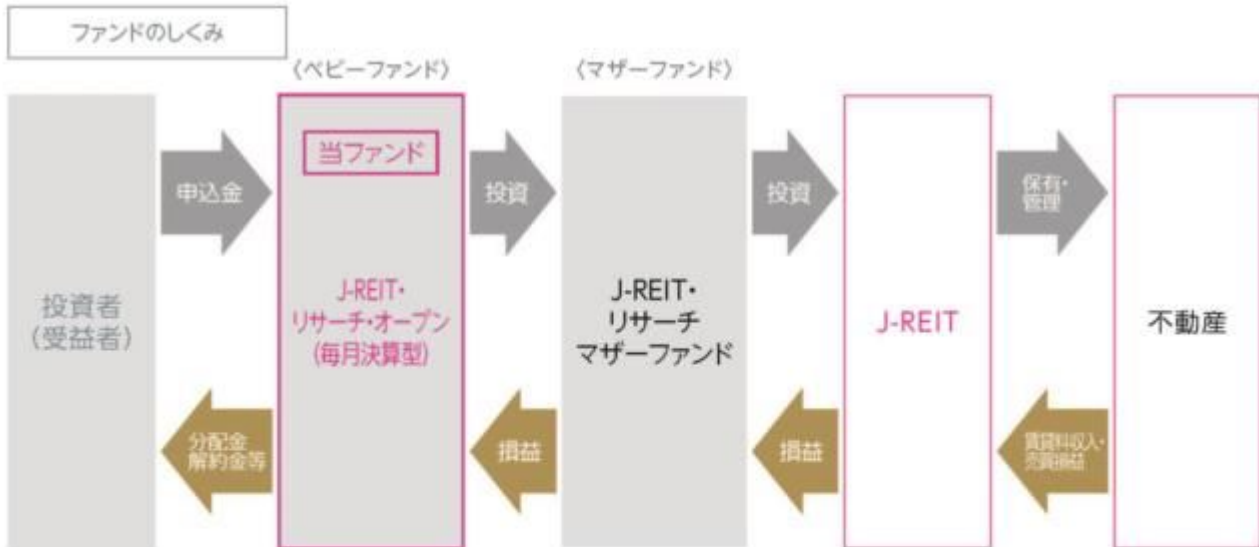 ファンドのしくみ
〈ベビーファンド〉
〈マザーファンド〉
投資者
(受益者)
申込金
分配金
解約金等
当ファンド
J-REIT・
リサーチ・オープン
(毎月決算型)
投資
損益
J-REIT・
リサーチ
マザーファンド
投資
損益
J-REIT
保有・
管理
賃貸料収入・
売買損益
不動産